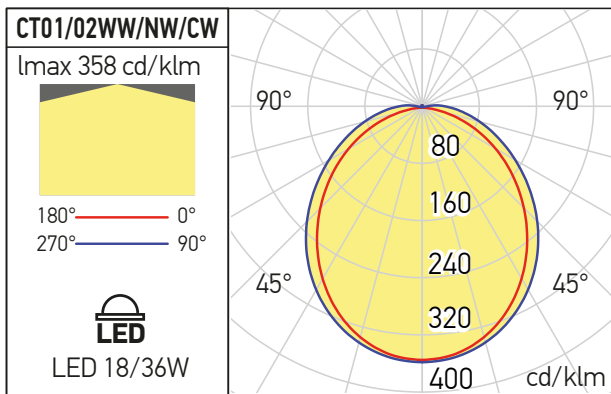 CT01/02WW/NW/CW
Imax 358 cd/klm
180° 0°
270° 90°
LED
LED 18/36W
90° 90°
80
160
45° 240 45°
320
400 cd/klm